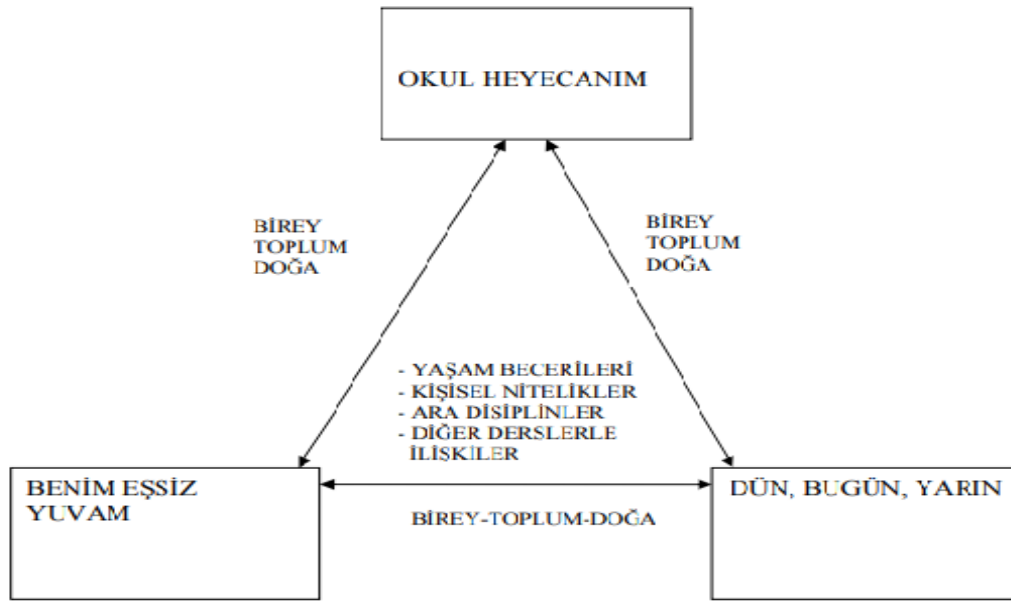 OKUL HEYECANIM
BİREY
TOPLUM
DOĞA
BİREY
TOPLUM
DOĞA
- YAŞAM BECERİLERİ
- KİŞİSEL NİTELİKLER
- ARA DİSİPLİNLER
- DİĞER DERSLERLE
İLİŞKİLER
BENİM EŞSİZ
YUVAM
DÜN, BUGÜN, YARIN
BİREY-TOPLUM-DOĞA